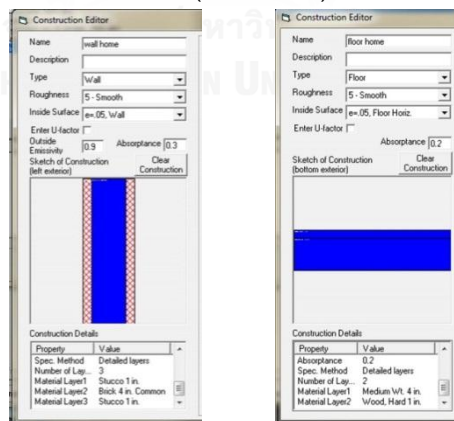 Construction Editor
Name wall home
Description
Type Wall
Roughness 5 - Smooth
Inside Surface e=.05, Wall
Enter U-factor
Outside Emissivity 0.9 Absorptance 0.3
Sketch of Construction (left exterior)
Clear Construction
Construction Details
Property Value
Spec. Method Detailed layers
Number of Lay... 3
Material Layer1 Stucco 1 in.
Material Layer2 Brick 4 in. Common
Material Layer3 Stucco 1 in.
Construction Editor
Name floor home
Description
Type Floor
Roughness 5 - Smooth
Inside Surface e=.05, Floor Horiz.
Enter U-factor
Absorptance 0.2
Sketch of Construction (bottom exterior)
Clear Construction
Construction Details
Property Value
Absorptance 0.2
Spec. Method Detailed layers
Number of Lay... 2
Material Layer1 Medium Wt. 4 in.
Material Layer2 Wood, Hard 1 in.